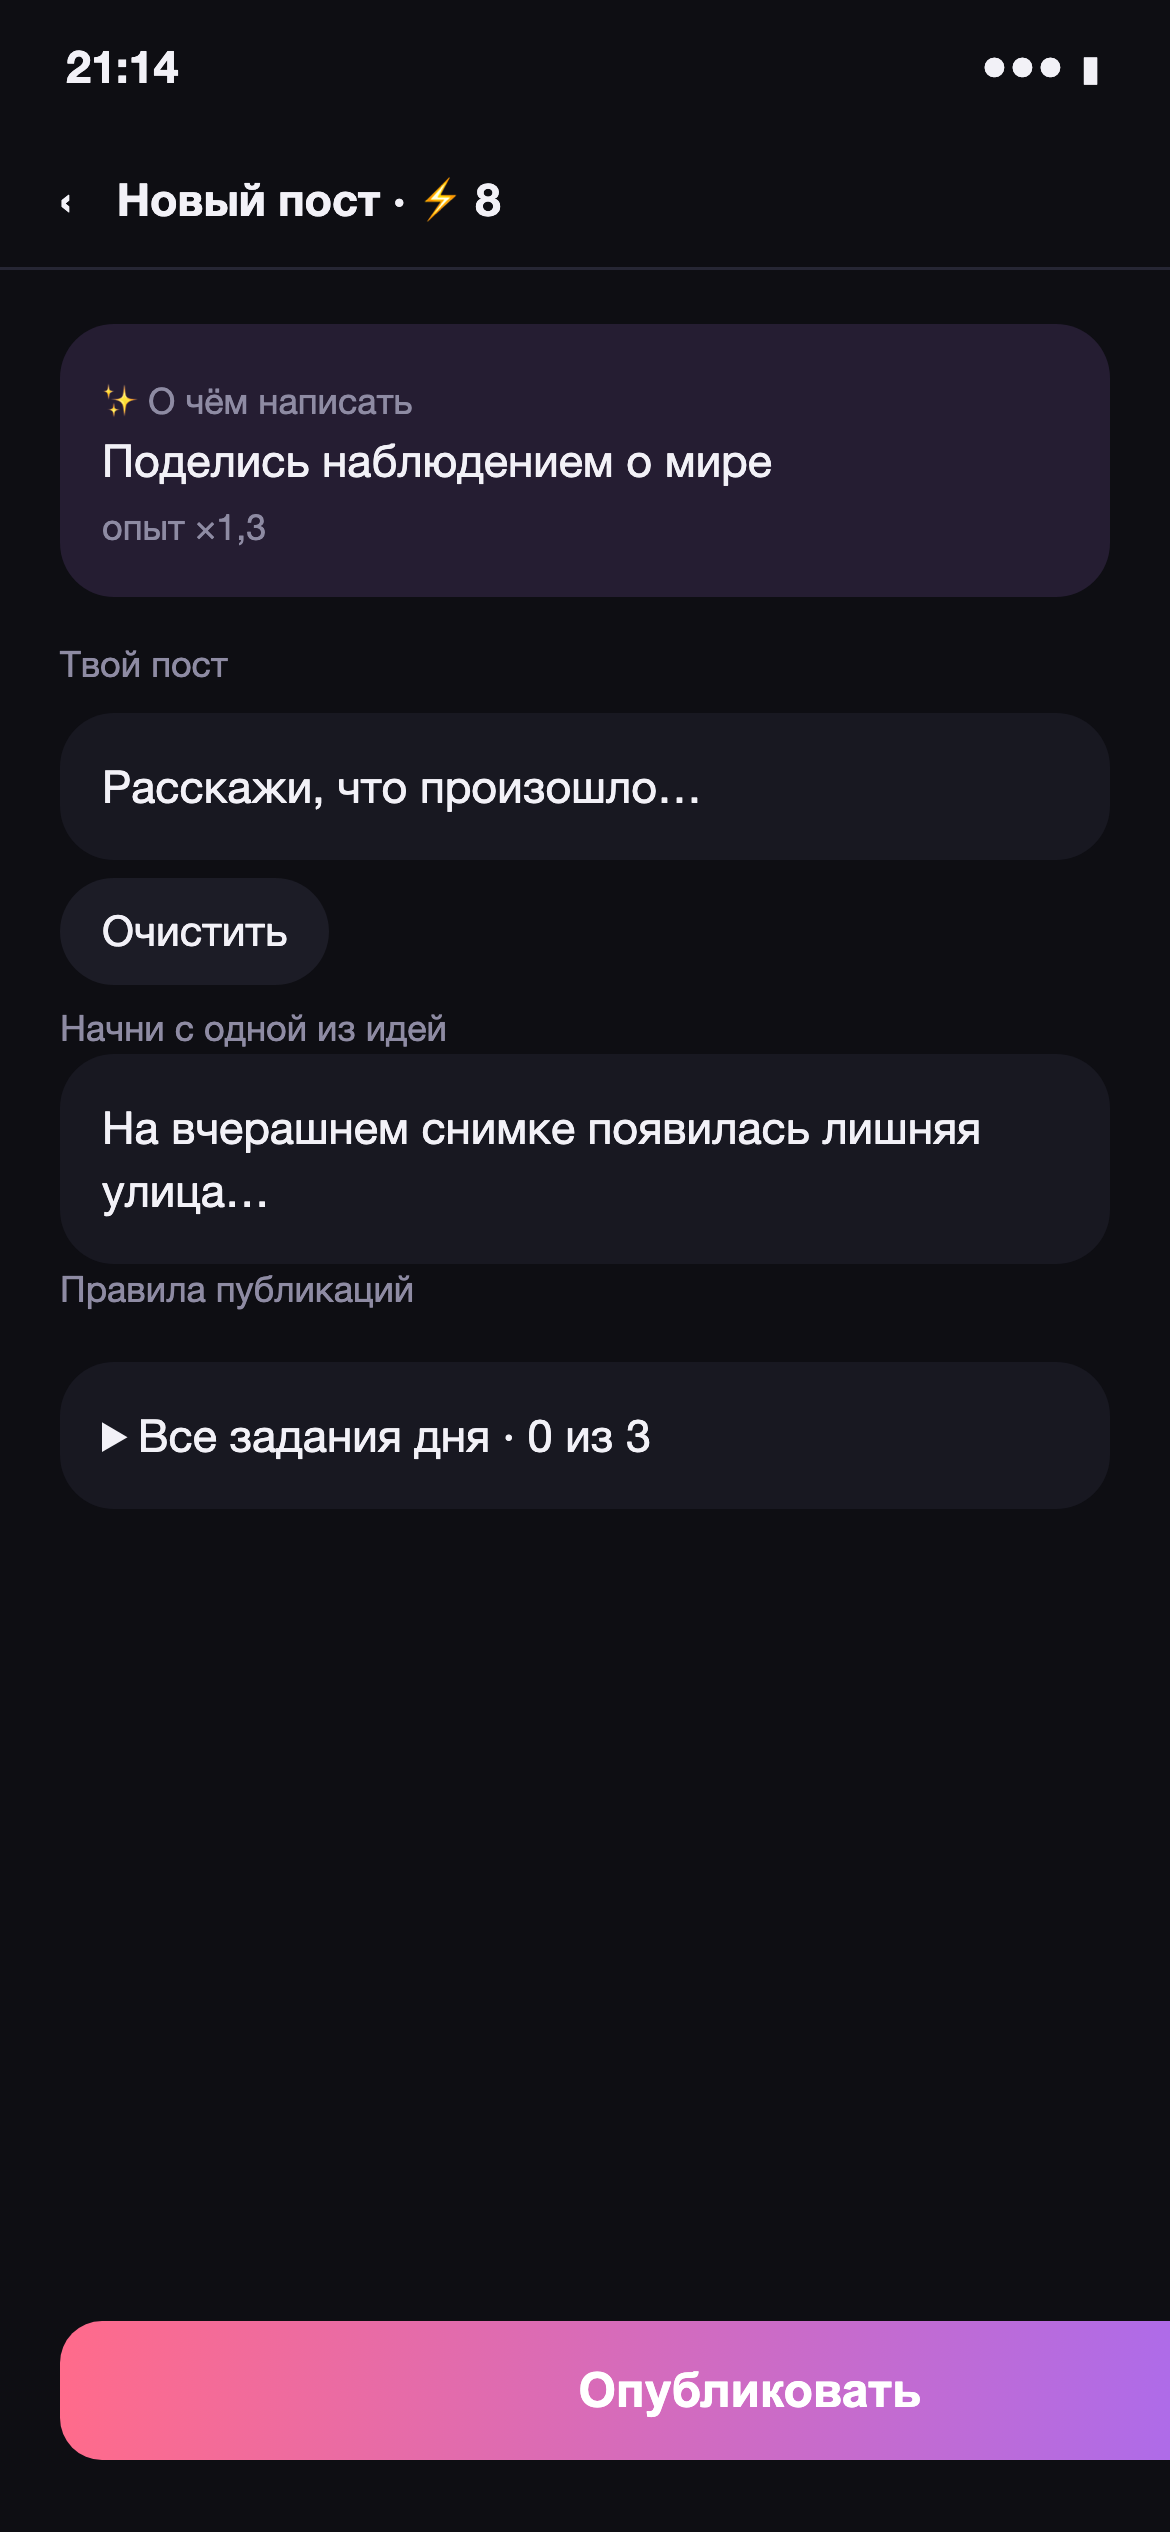 21:14
‹ Новый пост · ⚡ 8
✨ О чём написать
Поделись наблюдением о мире
опыт ×1,3
Твой пост
Расскажи, что произошло…
Очистить
Начни с одной из идей
На вчерашнем снимке появилась лишняя
улица…
Правила публикаций
▶ Все задания дня · 0 из 3
Опубликовать